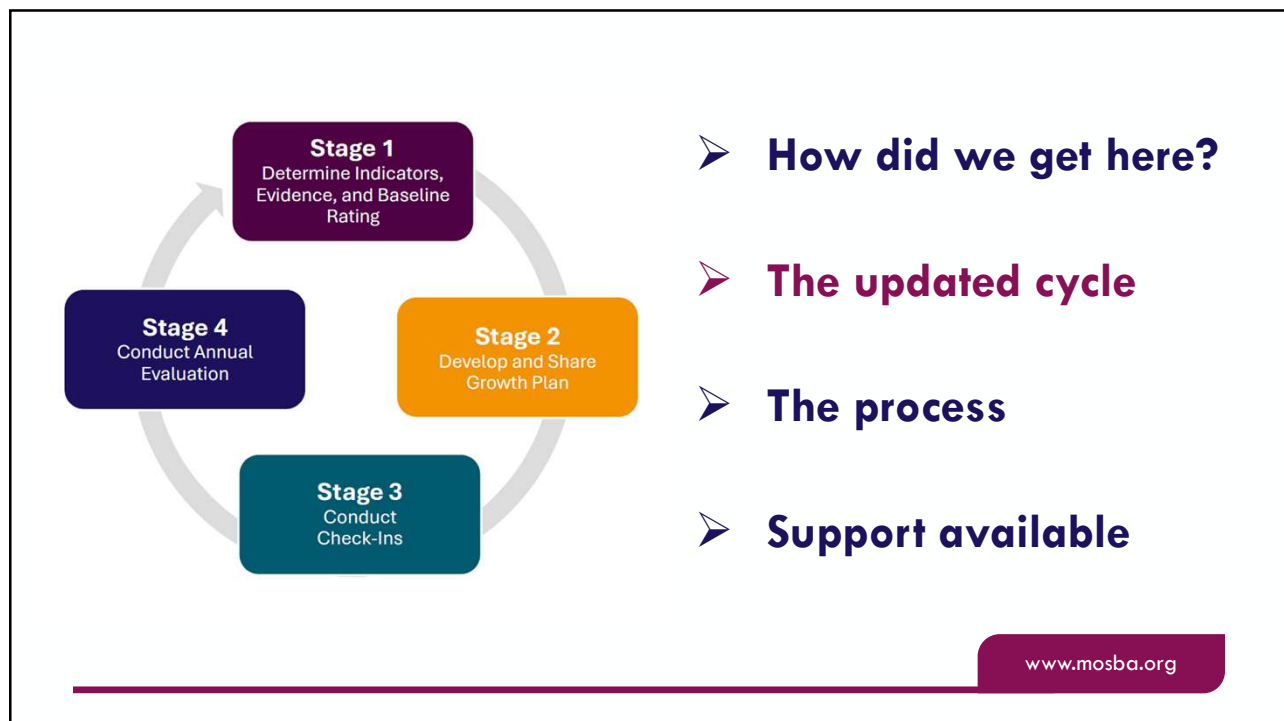 Stage 1
Determine Indicators,
Evidence, and Baseline
Rating
Stage 2
Develop and Share
Growth Plan
Stage 3
Conduct
Check-Ins
Stage 4
Conduct Annual
Evaluation
➢ How did we get here?
➢ The updated cycle
➢ The process
➢ Support available
www.mosba.org